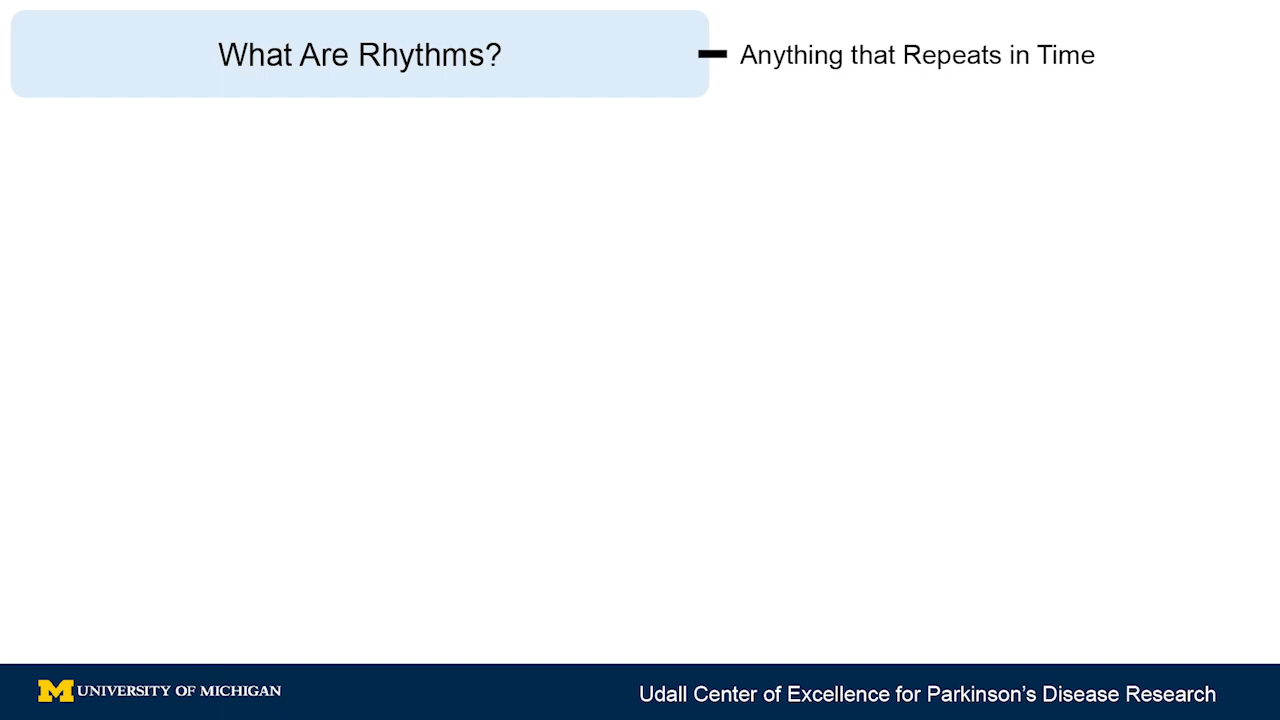 What Are Rhythms?
Anything that Repeats in Time
M UNIVERSITY OF MICHIGAN
Udall Center of Excellence for Parkinson's Disease Research